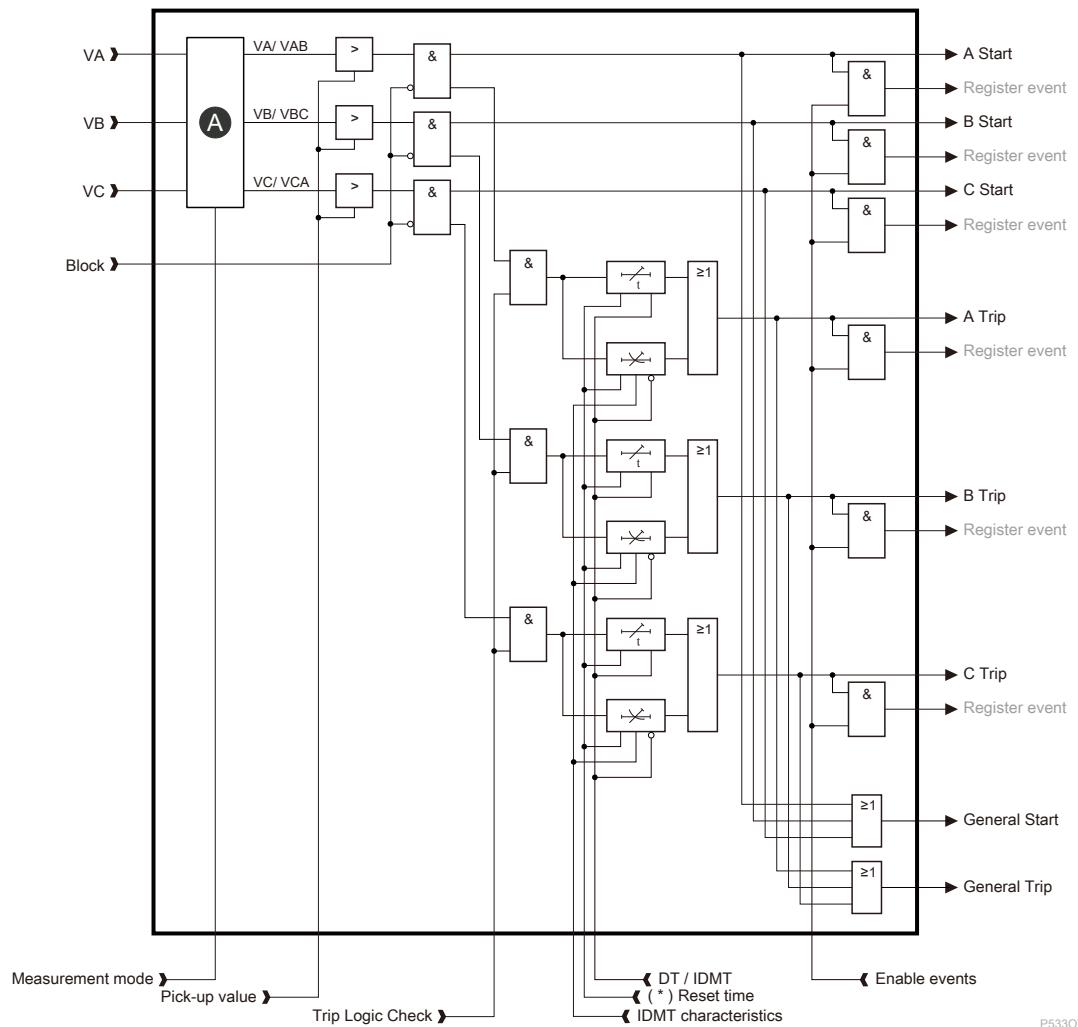 VA
VB
VC
Block
A
VA/ VAB
VB/ VBC
VC/ VCA
>
>
>
&
&
&
&
A Start
&
Register event
B Start
&
Register event
C Start
&
Register event
&
t
≥1
A Trip
&
Register event
&
t
≥1
B Trip
&
Register event
&
t
≥1
C Trip
&
Register event
≥1
General Start
≥1
General Trip
Measurement mode
Pick-up value
Trip Logic Check
DT / IDMT
( * ) Reset time
IDMT characteristics
Enable events